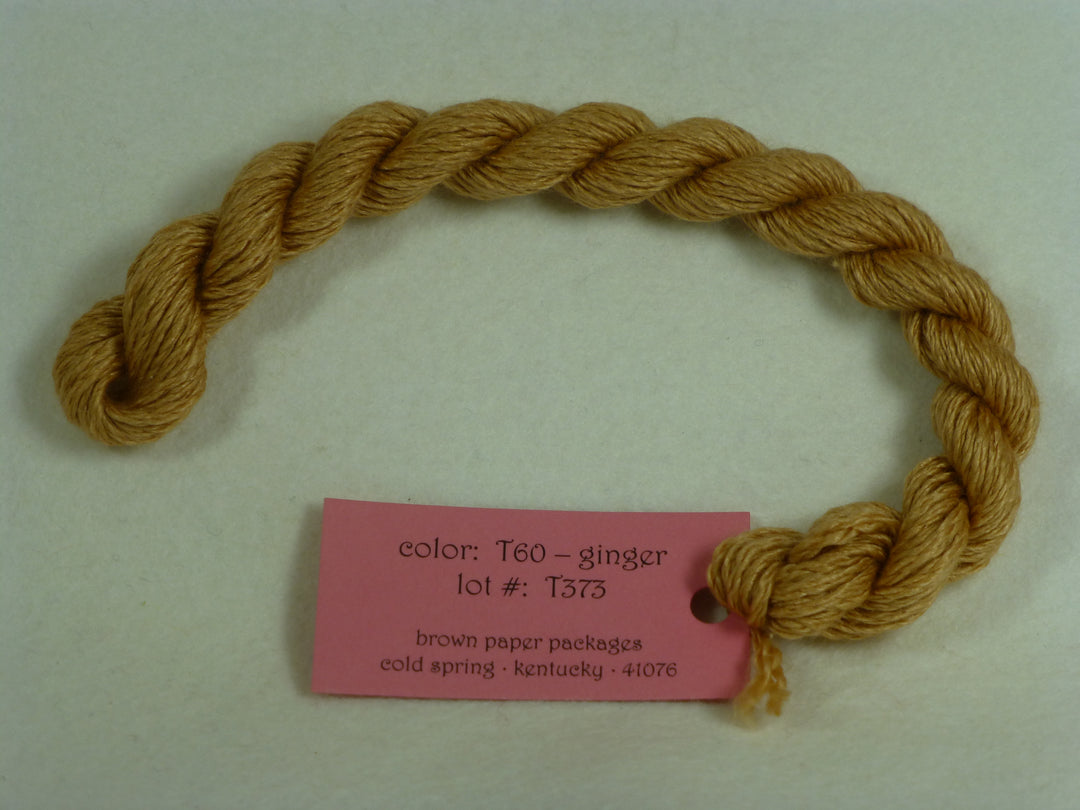 color: T60 – ginger
lot #: T373
brown paper packages
cold spring · kentucky · 41076